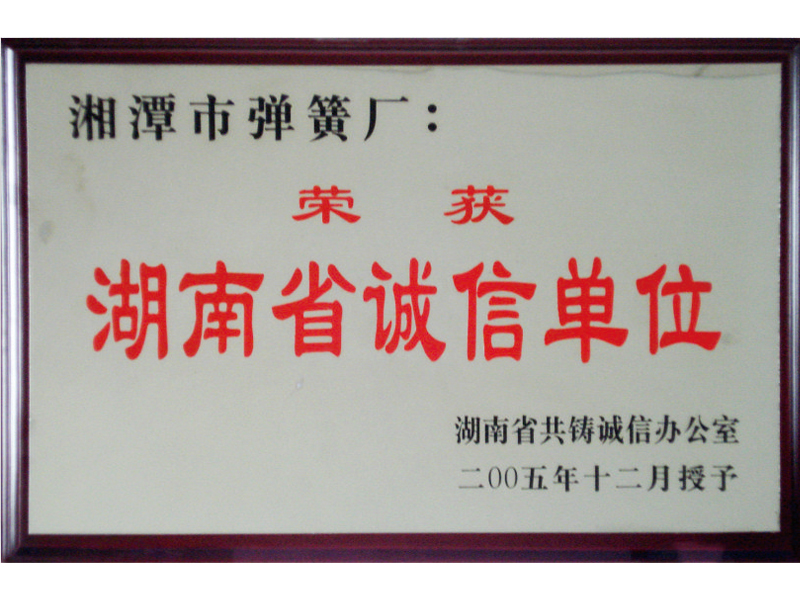 湘潭市弹簧厂：
荣获
湖南省诚信单位
湖南省共铸诚信办公室
二00五年十二月授予